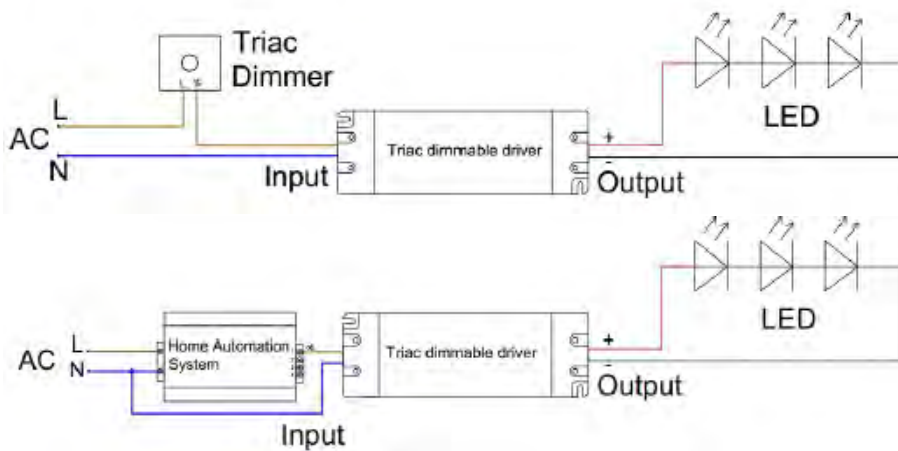 Triac
Dimmer
L
AC
N
Input
Triac dimmable driver
+
-
Output
LED
L
AC
N
Home Automation
System
Input
Triac dimmable driver
+
-
Output
LED